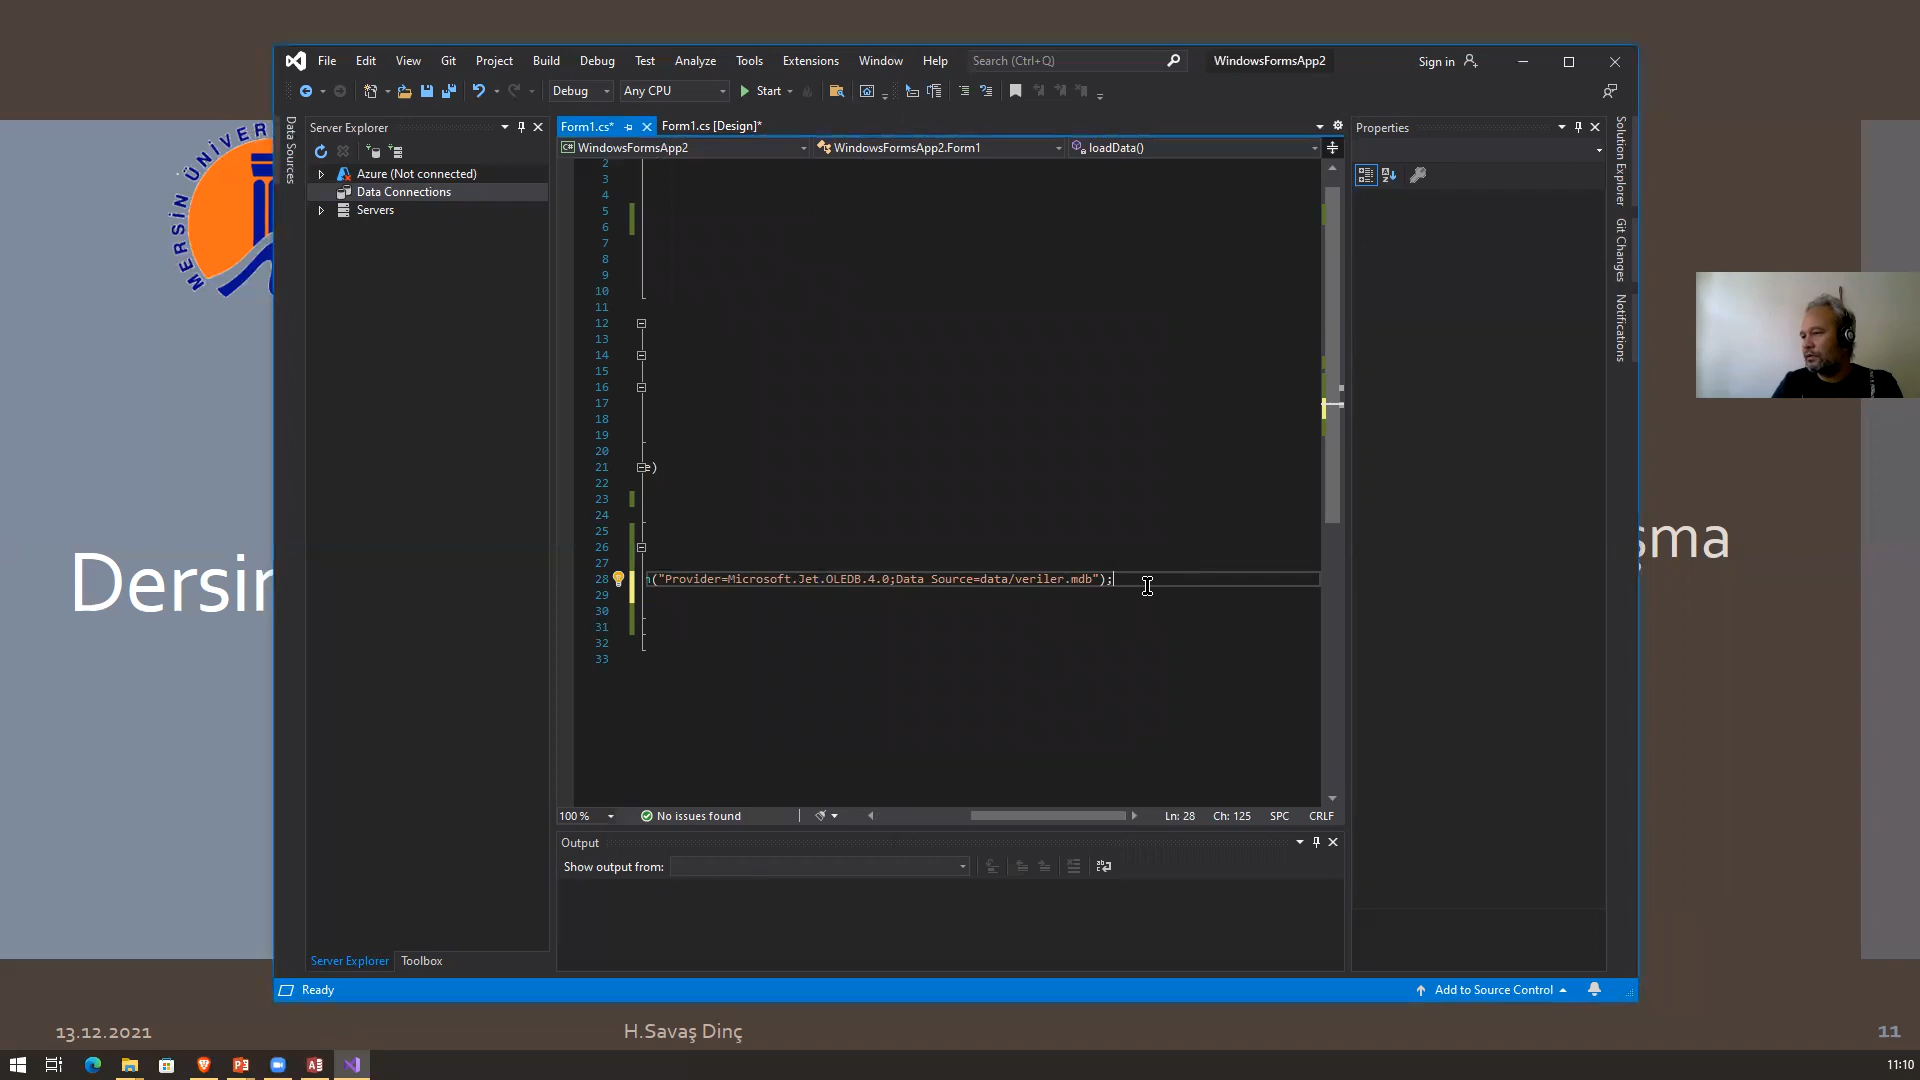 File Edit View Git Project Build Debug Test Analyze Tools Extensions Window Help Search (Ctrl+Q) WindowsFormsApp2 Sign in
Debug Any CPU Start
Data Sources
Server Explorer
Azure (Not connected)
Data Connections
Servers
Form1.cs* Form1.cs [Design]*
WindowsFormsApp2 WindowsFormsApp2.Form1 loadData()
2
3
4
5
6
7
8
9
10
11
12
13
14
15
16
17
18
19
20
21 e)
22
23
24
25
26
27
28 n("Provider=Microsoft.Jet.OLEDB.4.0;Data Source=data/veriler.mdb");
29
30
31
32
33
100 % No issues found Ln: 28 Ch: 125 SPC CRLF
Output
Show output from:
Server Explorer Toolbox
Properties
Solution Explorer
Git Changes
Notifications
Ready Add to Source Control
MERSİN ÜNİVER
Dersin
şma
13.12.2021 H.Savaş Dinç 11
11:10